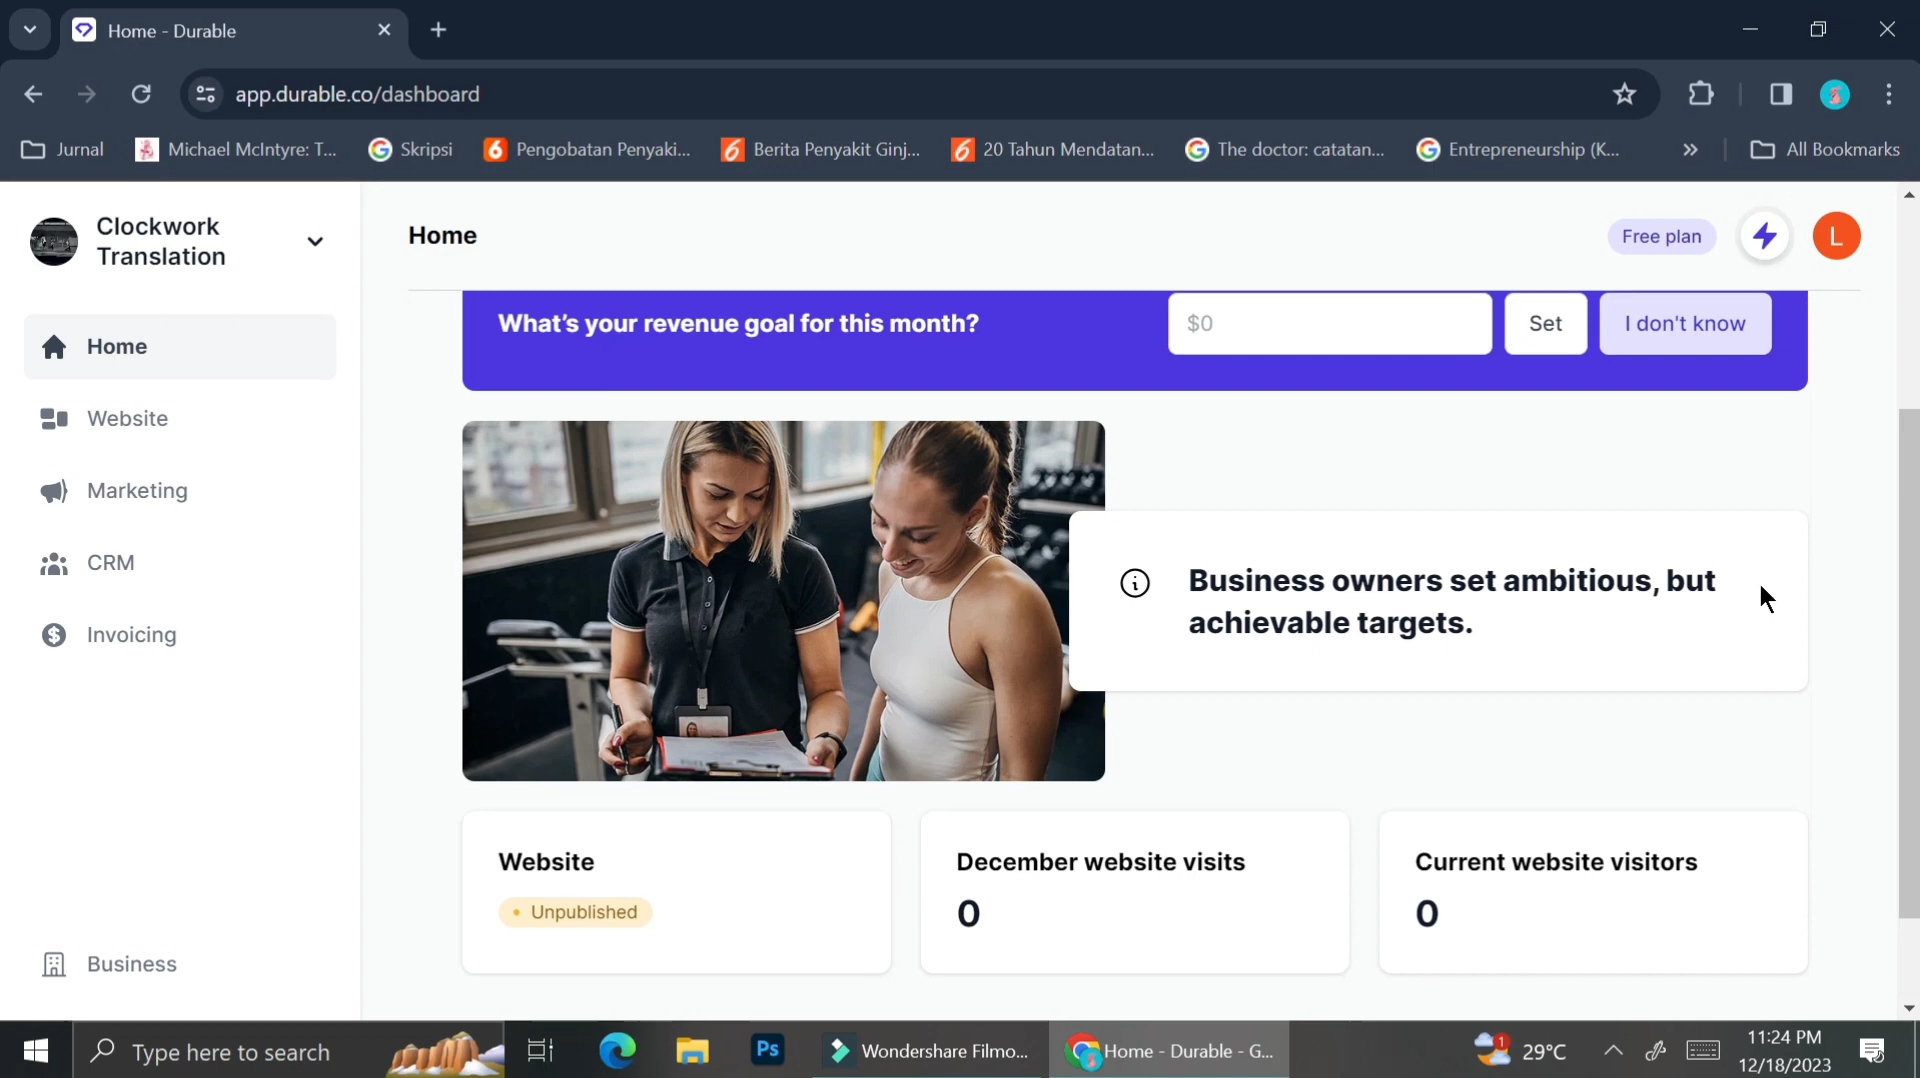 Home - Durable
app.durable.co/dashboard
Jurnal
Michael McIntyre: T...
Skripsi
Pengobatan Penyaki...
Berita Penyakit Ginj...
20 Tahun Mendatan...
The doctor: catatan...
Entrepreneurship (K...
»
All Bookmarks
Clockwork
Translation
Home
Website
Marketing
CRM
Invoicing
Business
Home
Free plan
L
What's your revenue goal for this month?
$0
Set
I don't know
Business owners set ambitious, but
achievable targets.
Website
Unpublished
December website visits
0
Current website visitors
0
Type here to search
Ps
Wondershare Filmo...
Home - Durable - G...
1
29°C
11:24 PM
12/18/2023